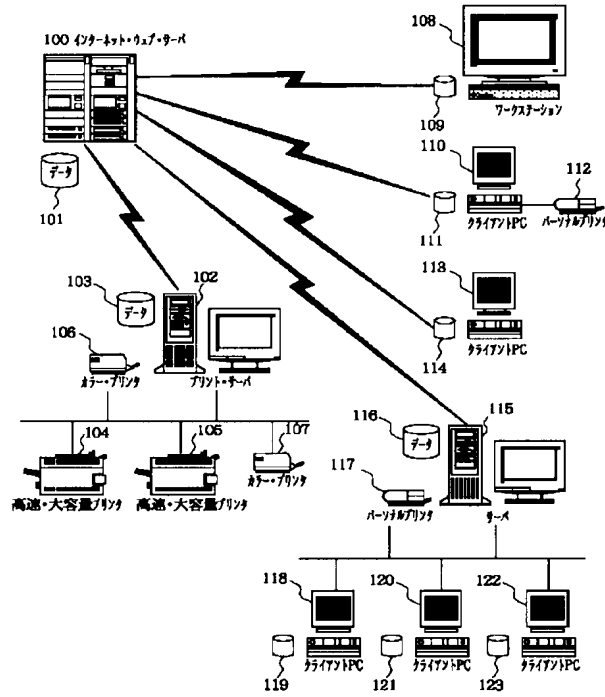 100 インターネット・ウェブ・サーバ
データ
101
108
109
ワークステーション
110
112
111
クライアントPC
パーソナルプリンタ
113
114
クライアントPC
102
103
データ
106
カラー・プリンタ
プリント・サーバ
104
105
107
高速・大容量プリンタ
高速・大容量プリンタ
カラー・プリンタ
115
116
データ
117
パーソナルプリンタ
サーバ
118
120
122
119
クライアントPC
121
クライアントPC
123
クライアントPC